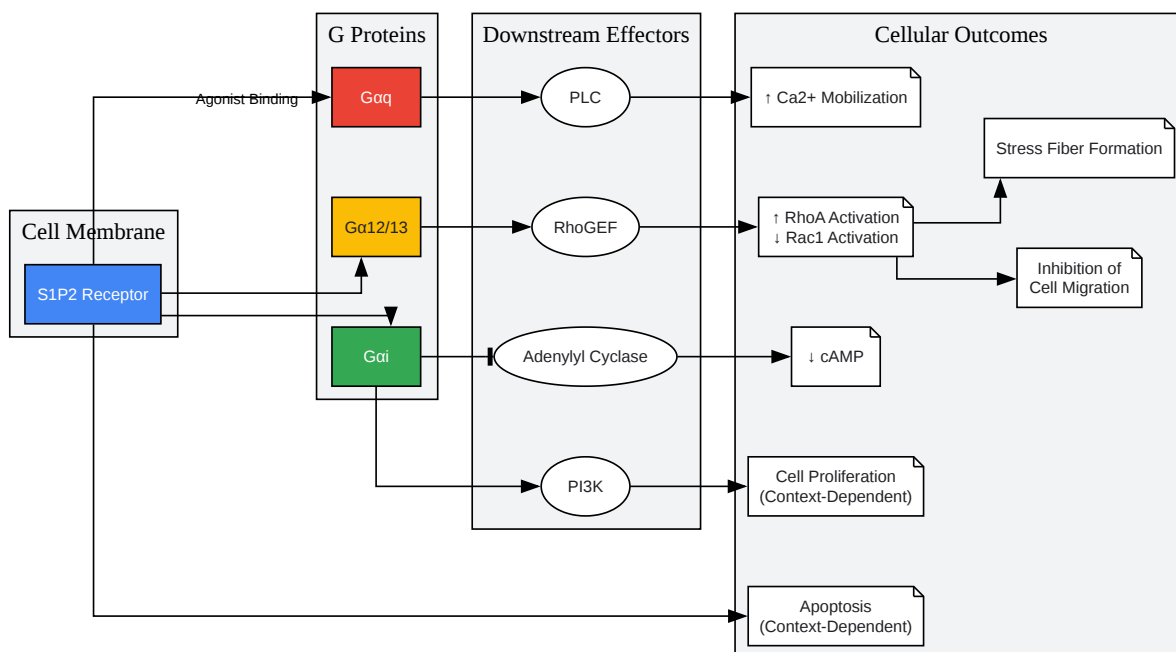 G Proteins
Downstream Effectors
Cellular Outcomes
Agonist Binding
Gαq
PLC
↑ Ca2+ Mobilization
Stress Fiber Formation
Cell Membrane
S1P2 Receptor
Gα12/13
RhoGEF
↑ RhoA Activation
↓ Rac1 Activation
Inhibition of
Cell Migration
Gαi
Adenylyl Cyclase
↓ cAMP
PI3K
Cell Proliferation
(Context-Dependent)
Apoptosis
(Context-Dependent)